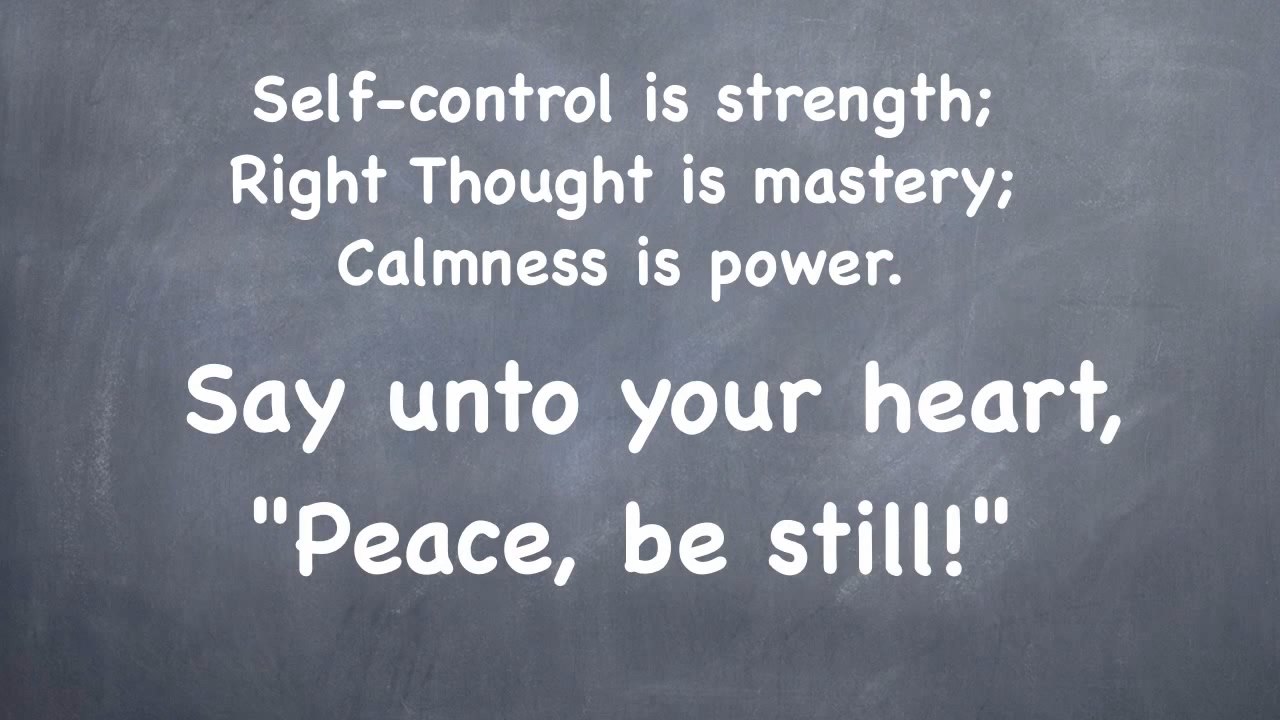 Self-control is strength;
Right Thought is mastery;
Calmness is power.
Say unto your heart,
"Peace, be still!"